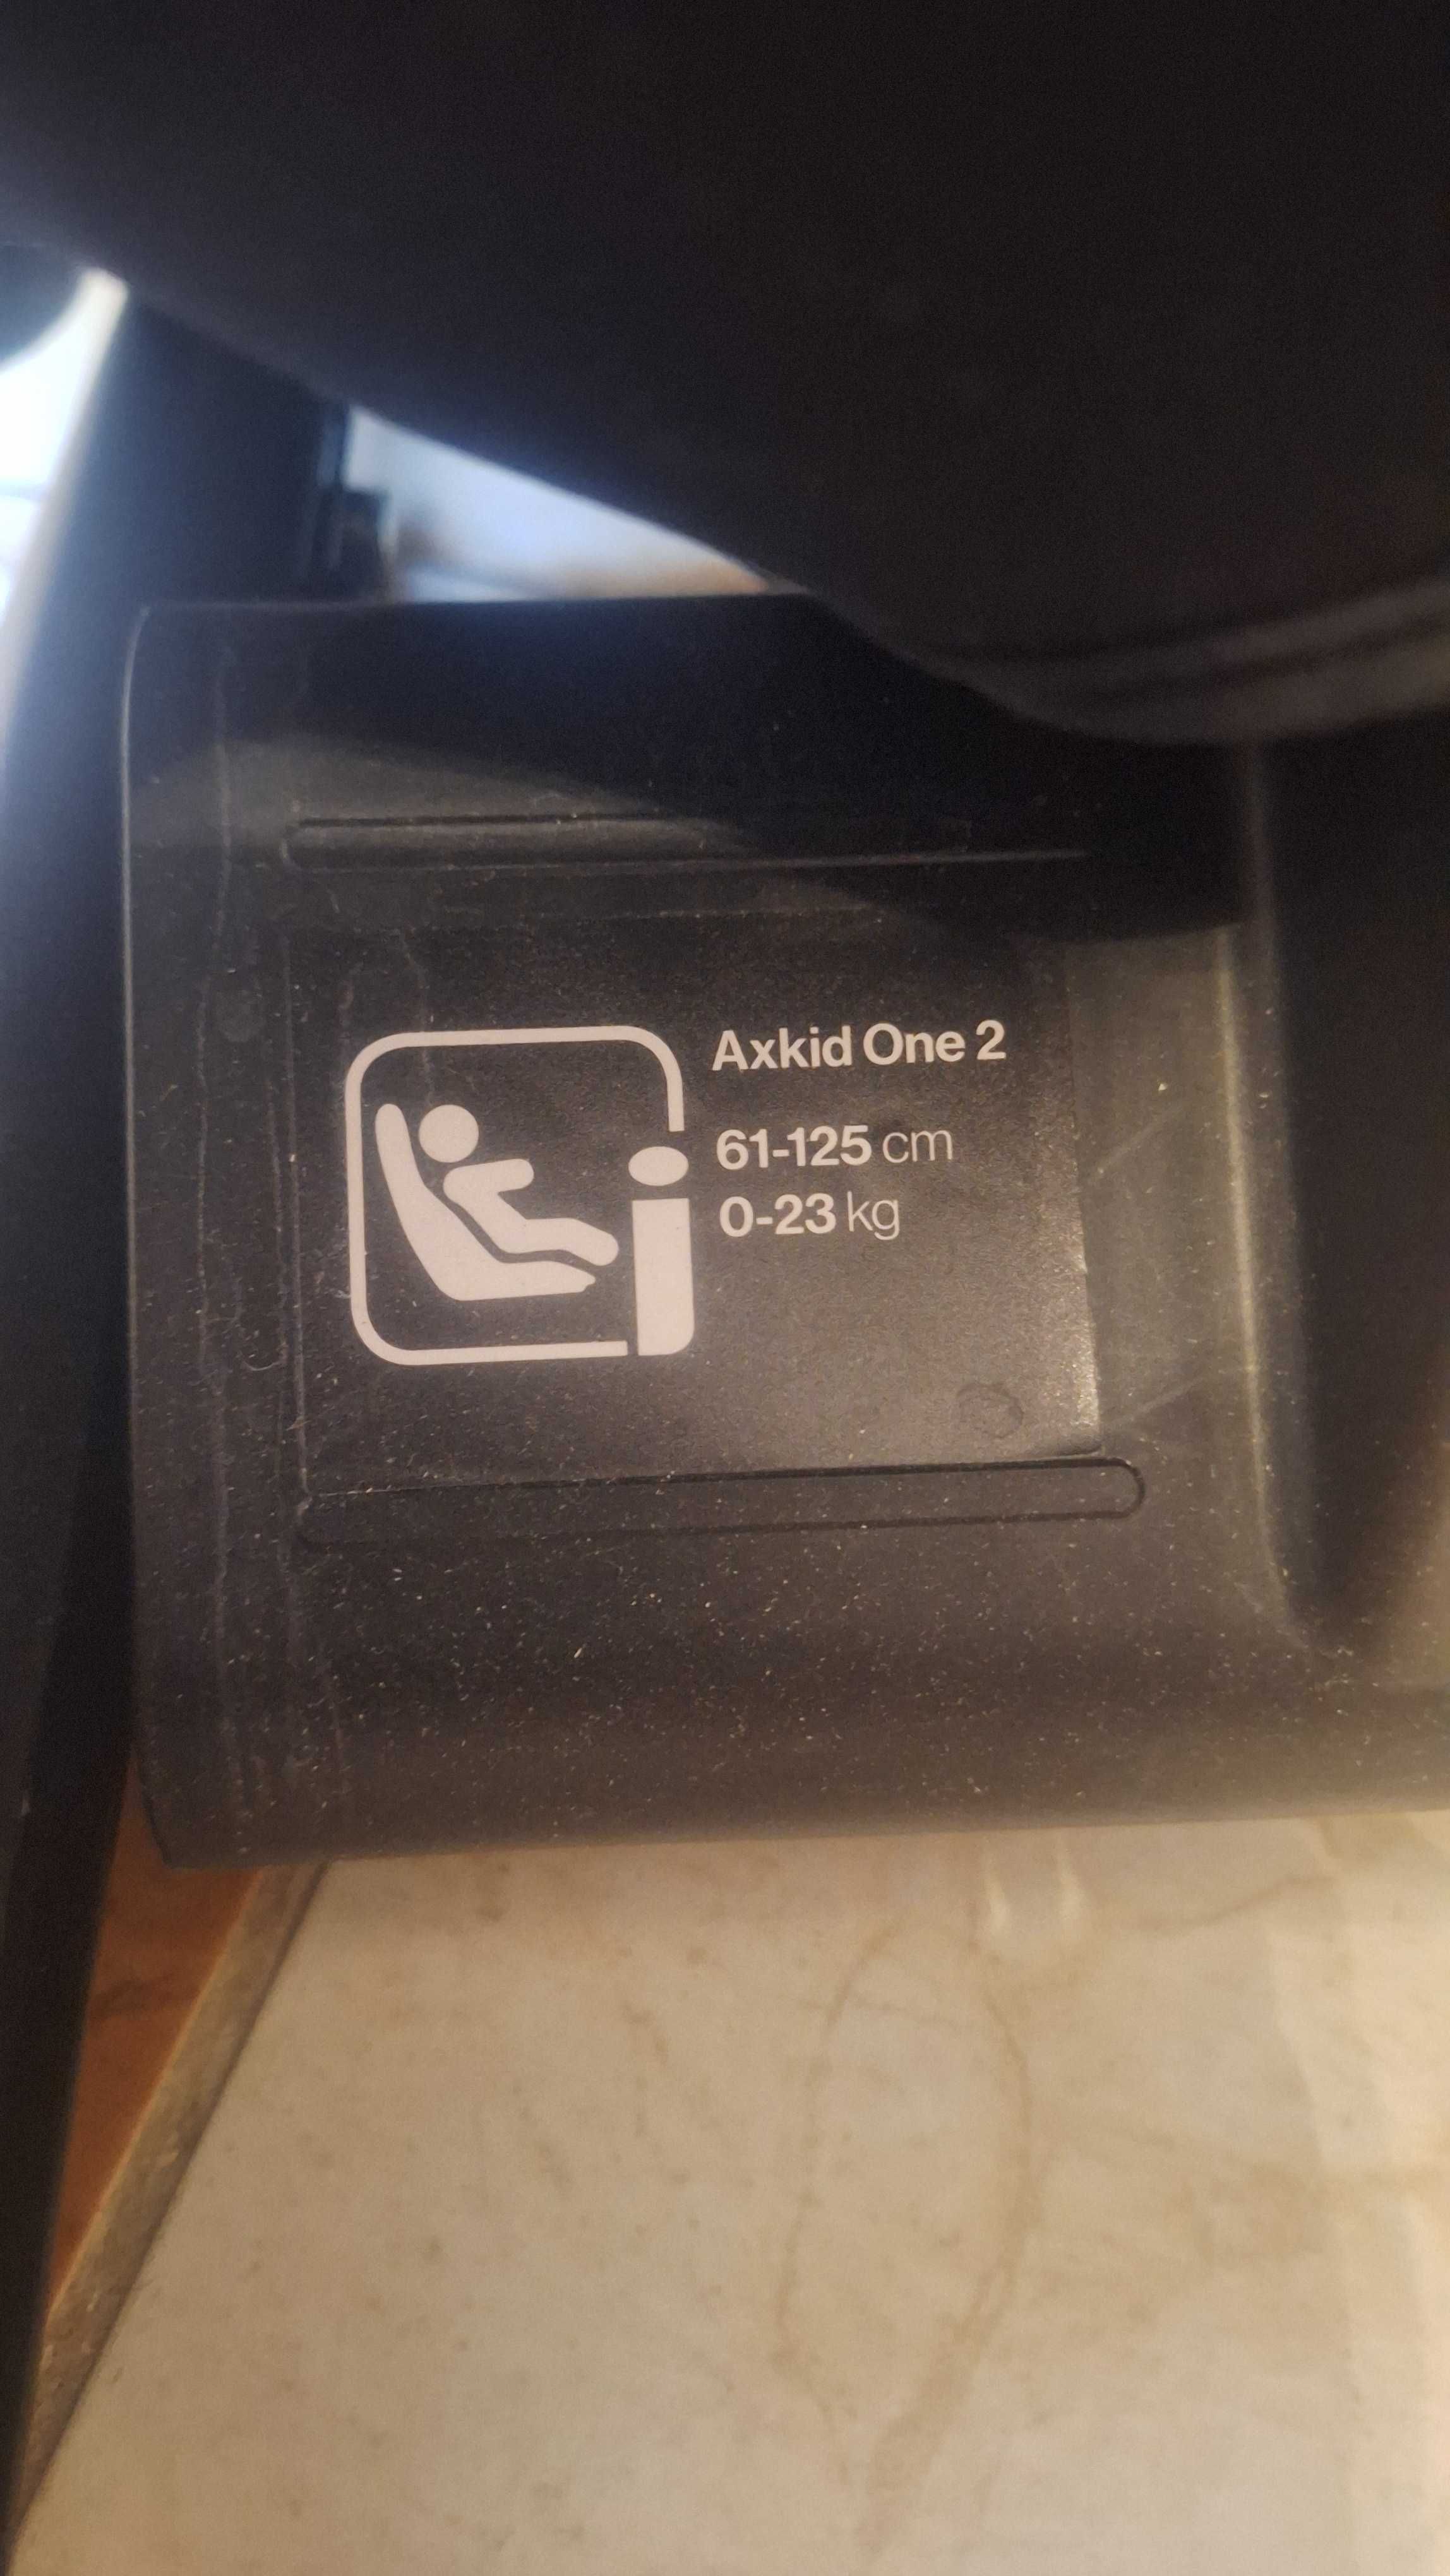 Axkid One 2
61-125 cm
0-23 kg